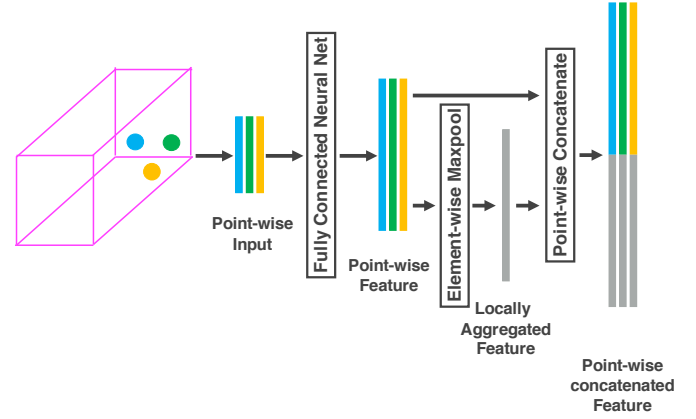 Point-wise
Input
Fully Connected Neural Net
Point-wise
Feature
Element-wise Maxpool
Locally
Aggregated
Feature
Point-wise Concatenate
Point-wise
concatenated
Feature